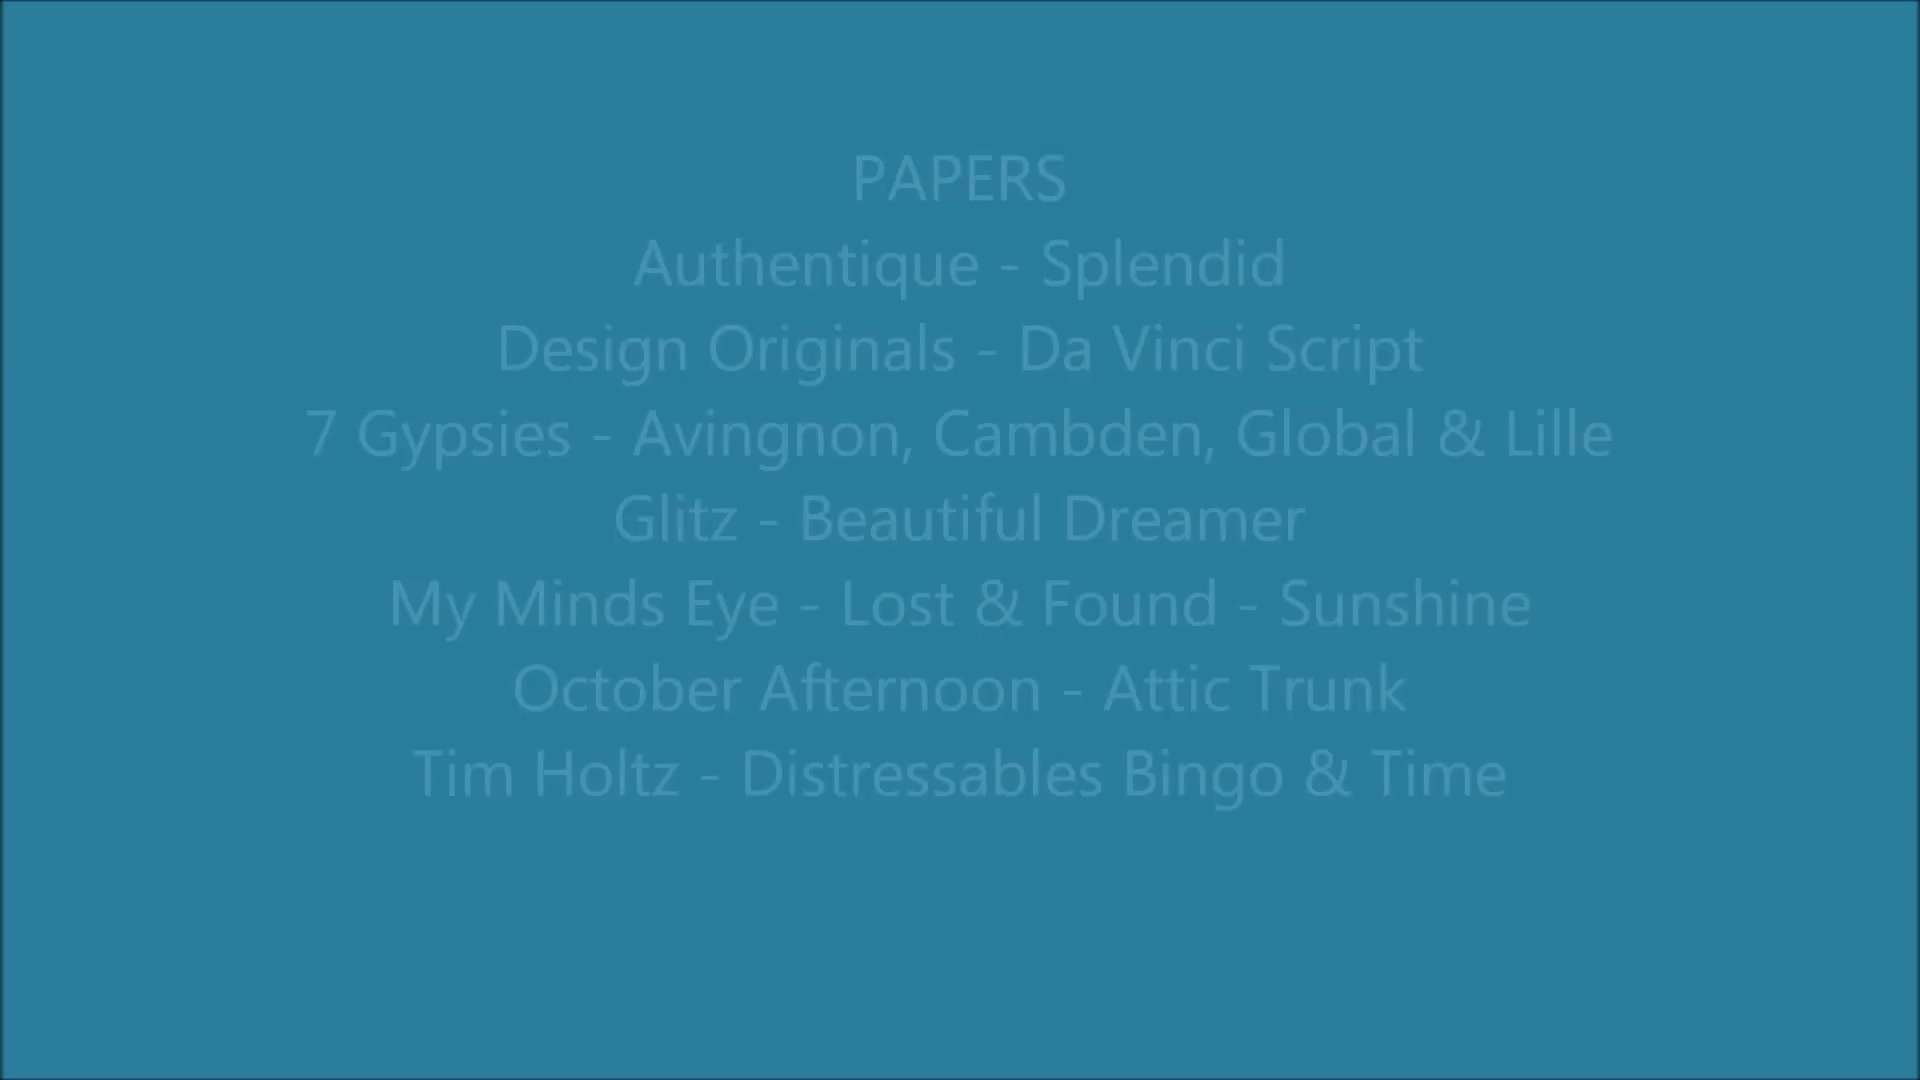 PAPERS
Authentique - Splendid
Design Originals - Da Vinci Script
7 Gypsies - Avingnon, Cambden, Global & Lille
Glitz - Beautiful Dreamer
My Minds Eye - Lost & Found - Sunshine
October Afternoon - Attic Trunk
Tim Holtz - Distressables Bingo & Time